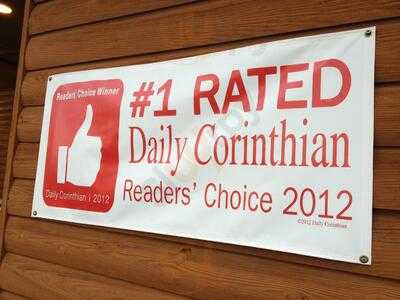 Readers' Choice Winner
Daily Corinthian | 2012
#1 RATED
Daily Corinthian
Readers' Choice 2012
©2012 Daily Corinthian